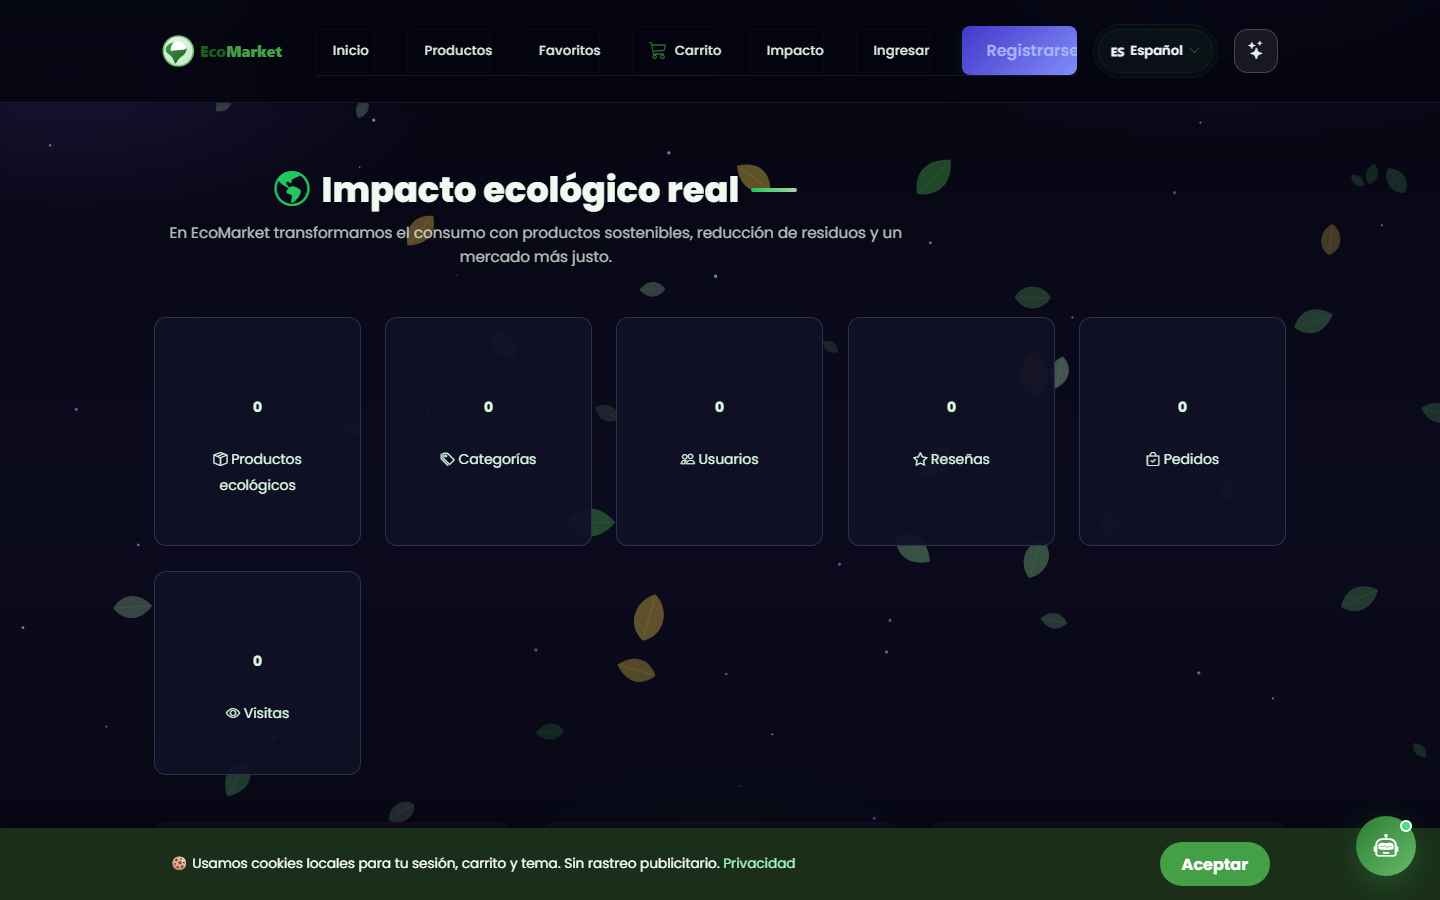 EcoMarket
Inicio
Productos
Favoritos
Carrito
Impacto
Ingresar
Registrarse
ES Español
Impacto ecológico real
En EcoMarket transformamos el consumo con productos sostenibles, reducción de residuos y un
mercado más justo.
0
Productos
ecológicos
0
Categorías
0
Usuarios
0
Reseñas
0
Pedidos
0
Visitas
Usamos cookies locales para tu sesión, carrito y tema. Sin rastreo publicitario. Privacidad
Aceptar